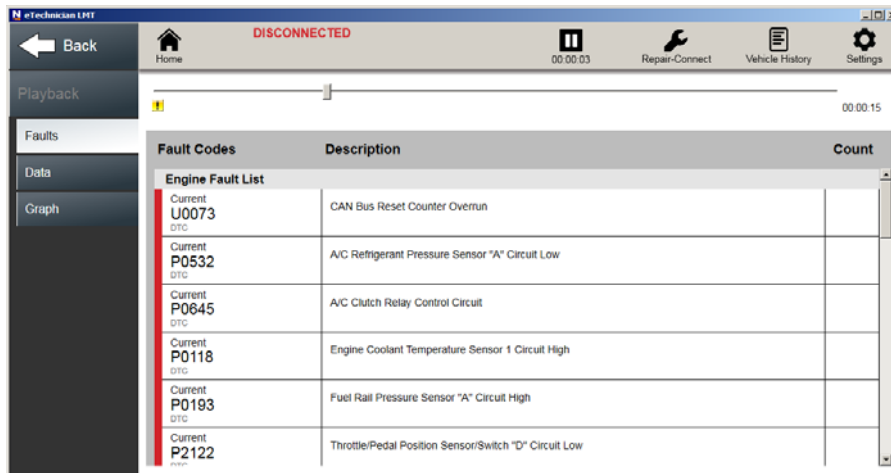 eTechnician LMT
Back
Home
DISCONNECTED
00:00:03
Repair-Connect
Vehicle History
Settings
Playback
00:00:15
Faults
Data
Graph
Fault Codes Description Count
Engine Fault List
Current
U0073
DTC
CAN Bus Reset Counter Overrun
Current
P0532
DTC
A/C Refrigerant Pressure Sensor "A" Circuit Low
Current
P0645
DTC
A/C Clutch Relay Control Circuit
Current
P0118
DTC
Engine Coolant Temperature Sensor 1 Circuit High
Current
P0193
DTC
Fuel Rail Pressure Sensor "A" Circuit High
Current
P2122
DTC
Throttle/Pedal Position Sensor/Switch "D" Circuit Low